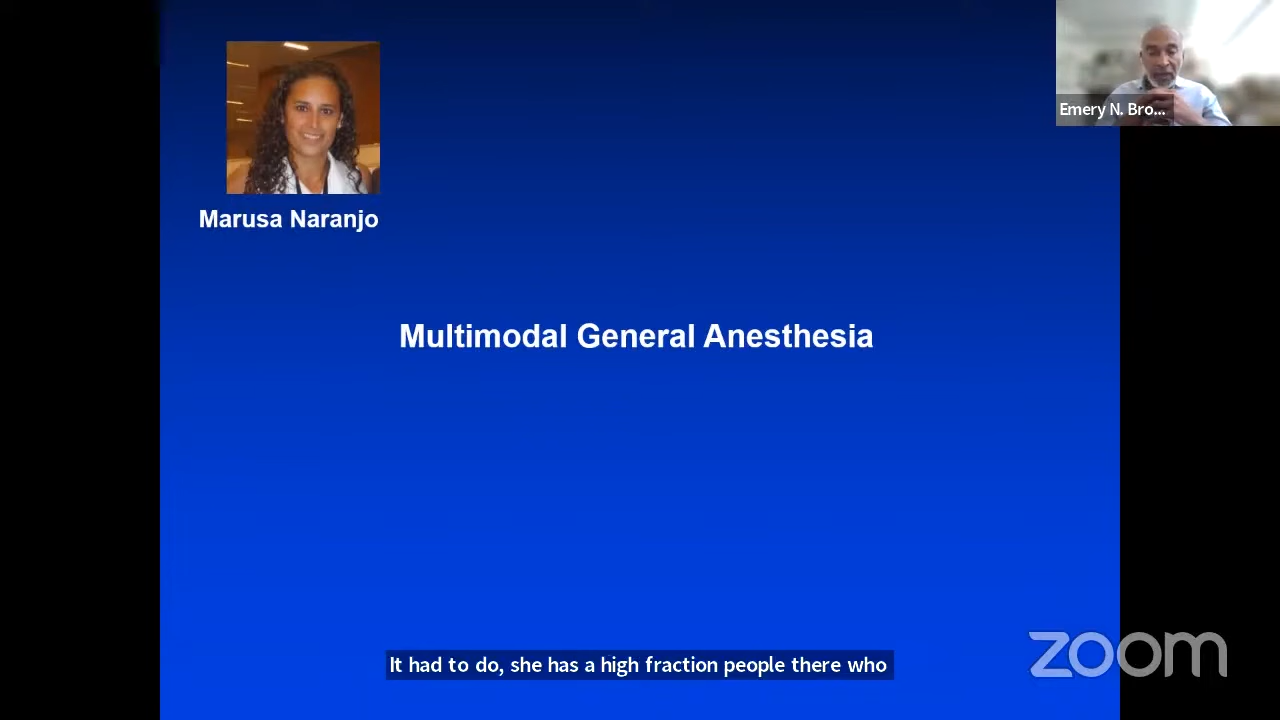 Emery N. Bro...
Marusa Naranjo
Multimodal General Anesthesia
It had to do, she has a high fraction people there who
zoom